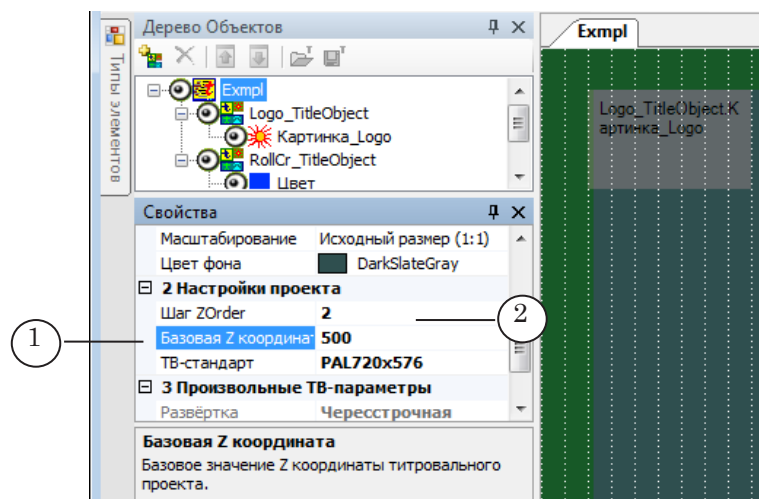 Типы элементов
Дерево Объектов
Exmpl
Logo_TitleObject
Картинка_Logo
RollCr_TitleObject
Цвет
Свойства
Масштабирование Исходный размер (1:1)
Цвет фона DarkSlateGray
2 Настройки проекта
Шаг ZOrder 2
Базовая Z координат 500
ТВ-стандарт PAL720x576
3 Произвольные ТВ-параметры
Развёртка Чересстрочная
Базовая Z координата
Базовое значение Z координаты титровального
проекта.
1
2
Exmpl
Logo_TitleObject.К
артинка_Logo